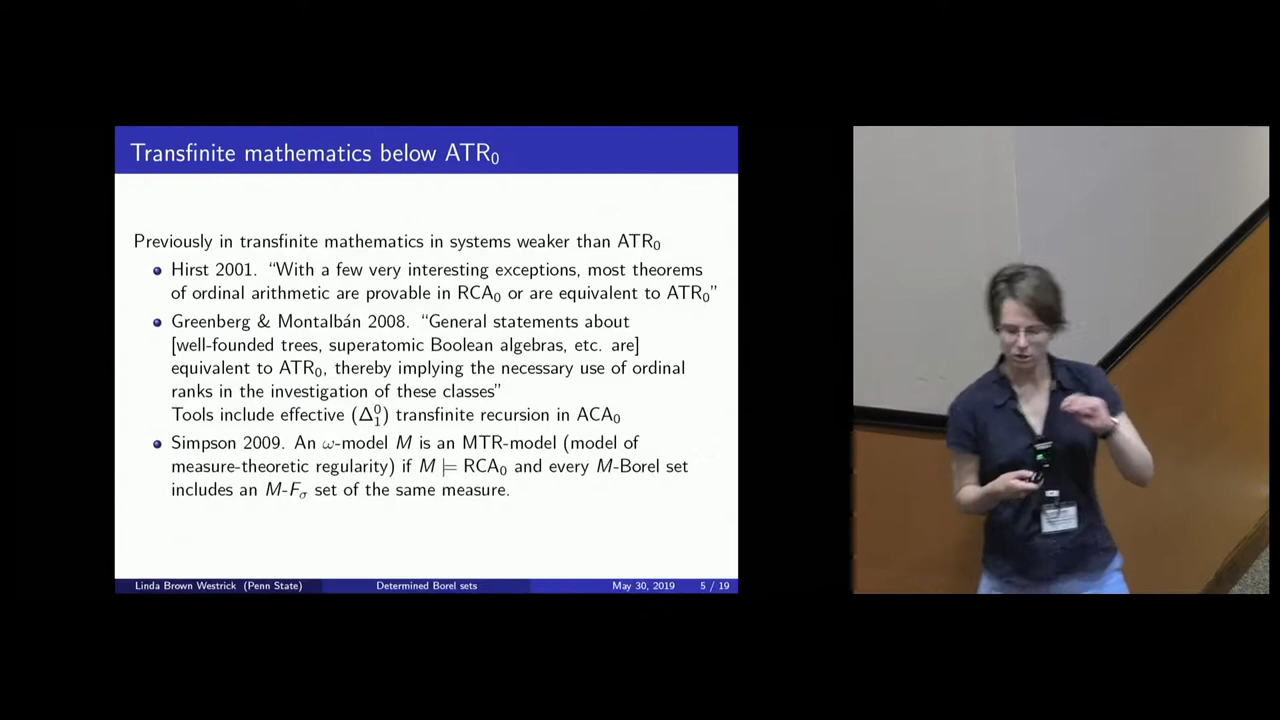 Transfinite mathematics below ATR₀
Previously in transfinite mathematics in systems weaker than ATR₀
• Hirst 2001. “With a few very interesting exceptions, most theorems
of ordinal arithmetic are provable in RCA₀ or are equivalent to ATR₀”
• Greenberg & Montalbán 2008. “General statements about
[well-founded trees, superatomic Boolean algebras, etc. are]
equivalent to ATR₀, thereby implying the necessary use of ordinal
ranks in the investigation of these classes”
Tools include effective (Δ⁰₁) transfinite recursion in ACA₀
• Simpson 2009. An ω-model M is an MTR-model (model of
measure-theoretic regularity) if M ⊨ RCA₀ and every M-Borel set
includes an M-Fσ set of the same measure.
Linda Brown Westrick (Penn State) Determined Borel sets May 30, 2019 5 / 19